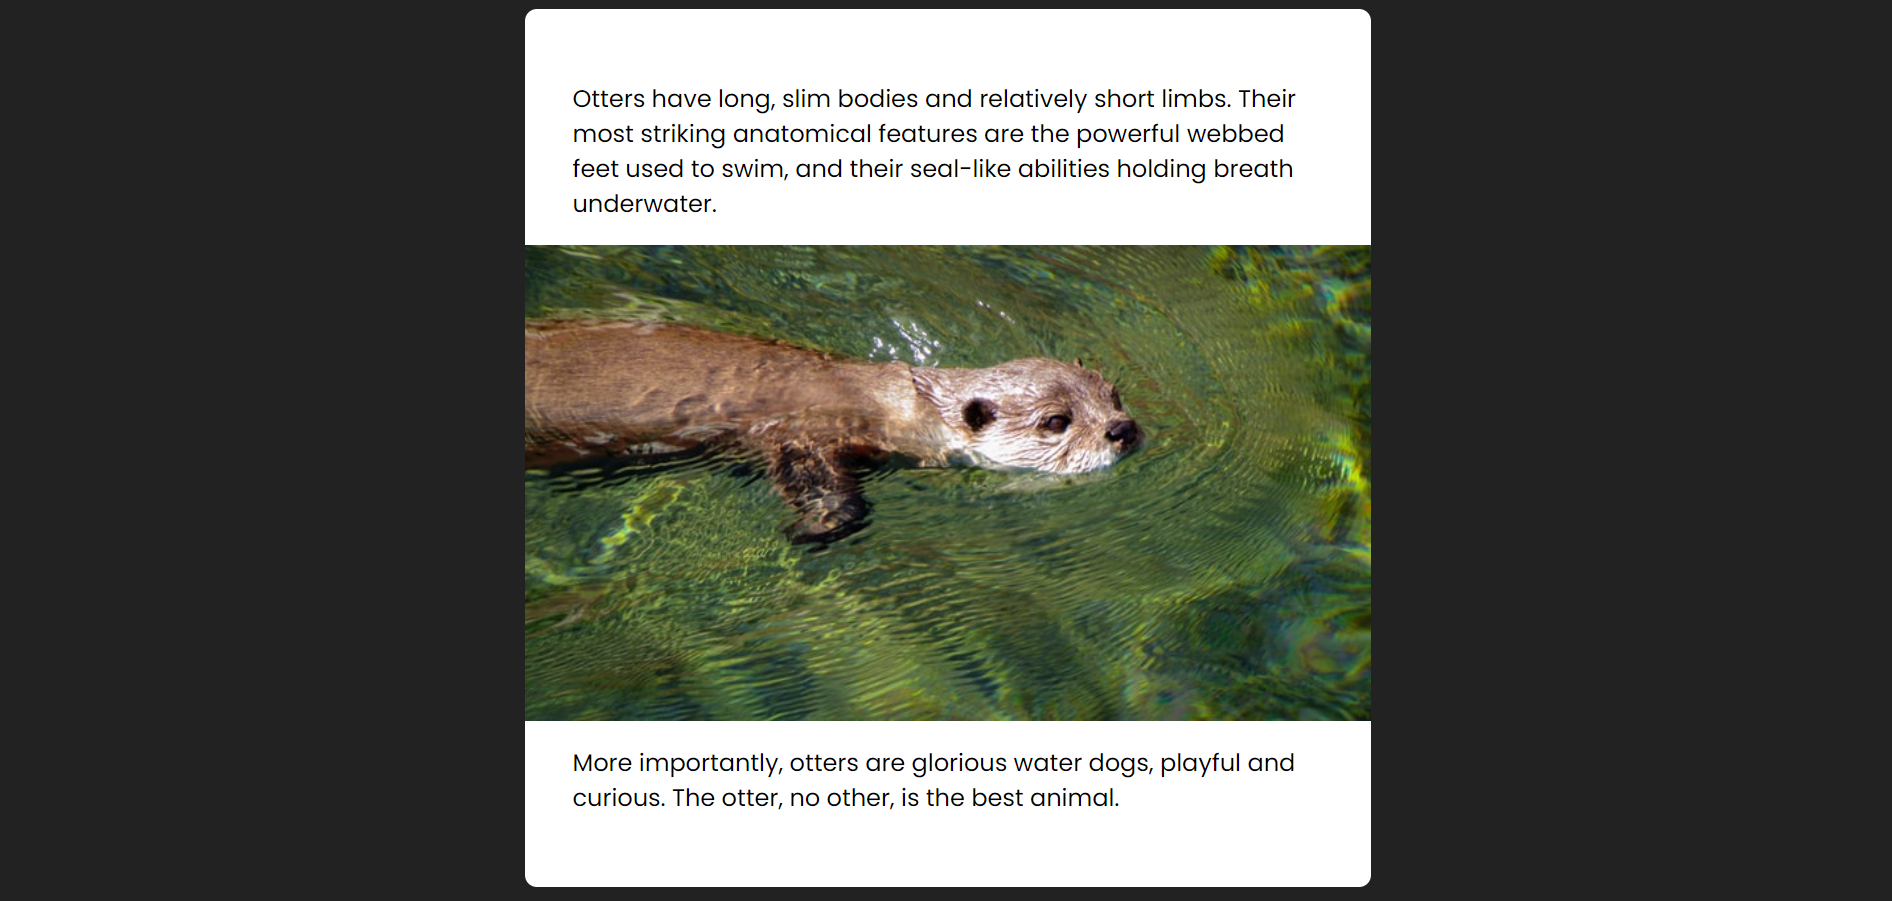 Otters have long, slim bodies and relatively short limbs. Their
most striking anatomical features are the powerful webbed
feet used to swim, and their seal-like abilities holding breath
underwater.
More importantly, otters are glorious water dogs, playful and
curious. The otter, no other, is the best animal.